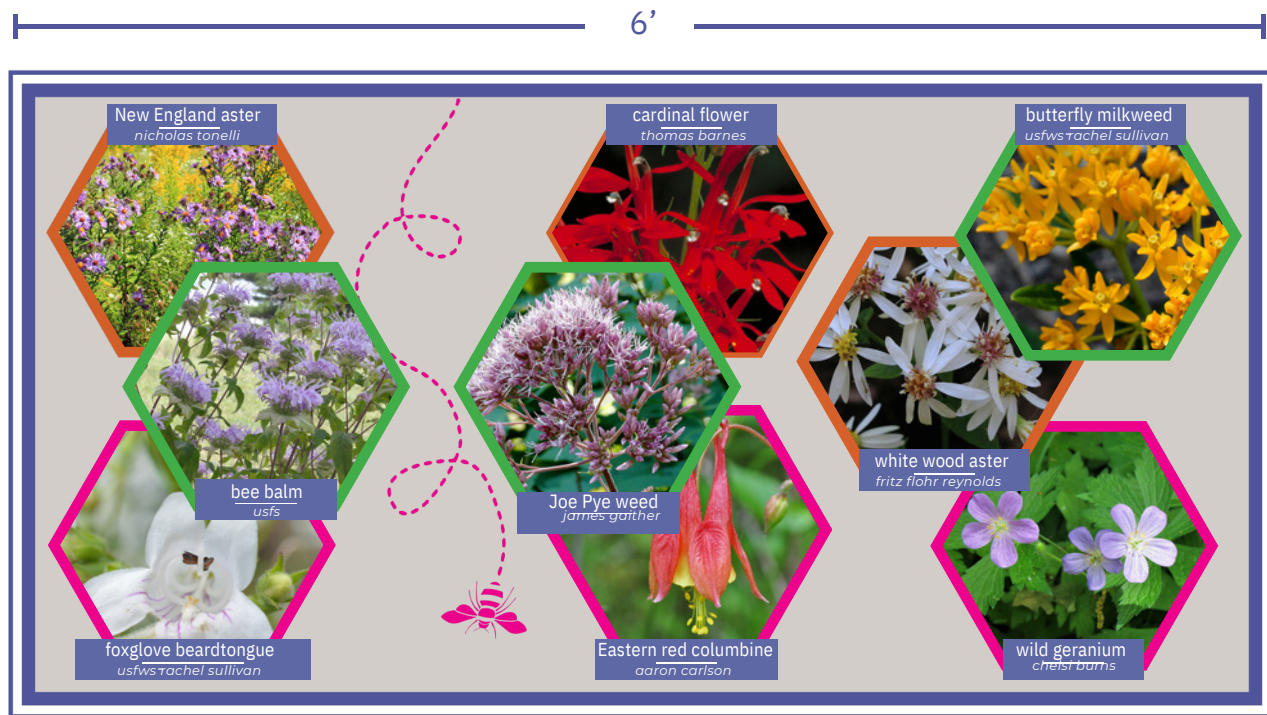 6’
New England aster
nicholas tonelli
cardinal flower
thomas barnes
butterfly milkweed
usfws-rachel sullivan
bee balm
usfs
Joe Pye weed
james gaither
white wood aster
fritz flohr reynolds
foxglove beardtongue
usfws-rachel sullivan
Eastern red columbine
aaron carlson
wild geranium
chelsi burns